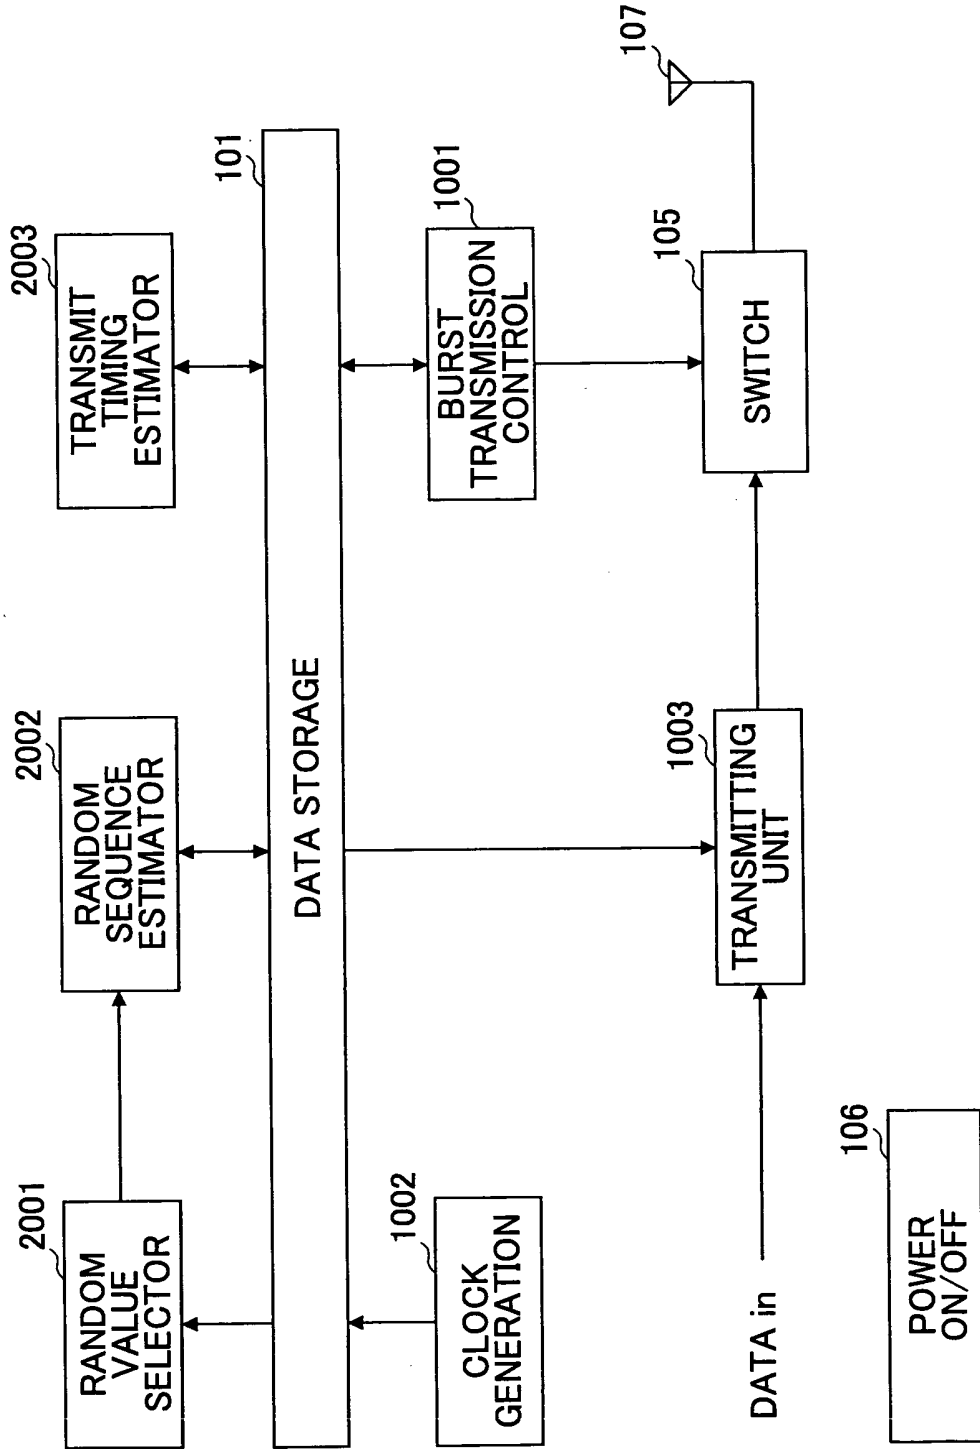 2001
RANDOM
VALUE
SELECTOR
2002
RANDOM
SEQUENCE
ESTIMATOR
2003
TRANSMIT
TIMING
ESTIMATOR
101
DATA STORAGE
1002
CLOCK
GENERATION
1001
BURST
TRANSMISSION
CONTROL
DATA in
1003
TRANSMITTING
UNIT
105
SWITCH
107
106
POWER
ON/OFF